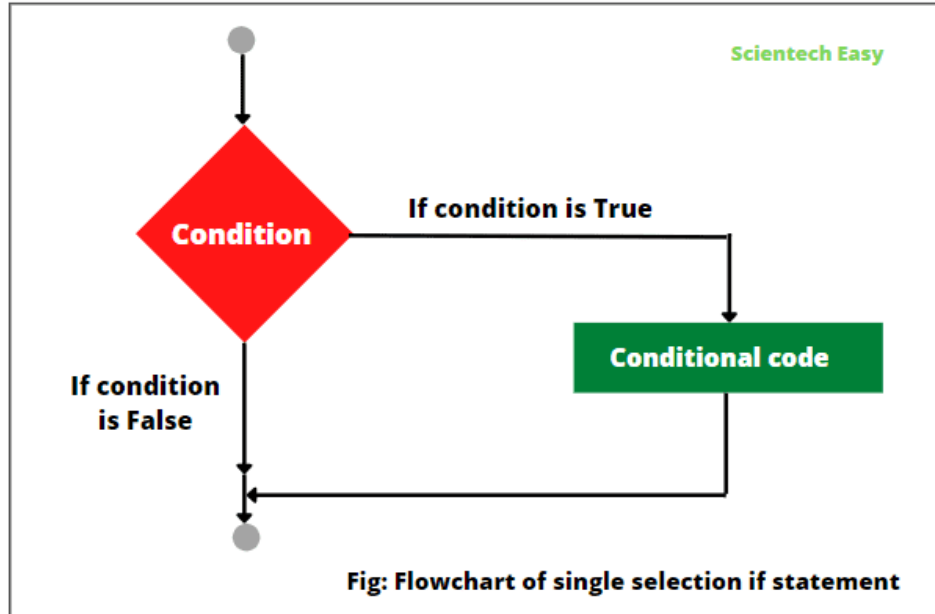 Scientech Easy
If condition is True
Condition
Conditional code
If condition
is False
Fig: Flowchart of single selection if statement